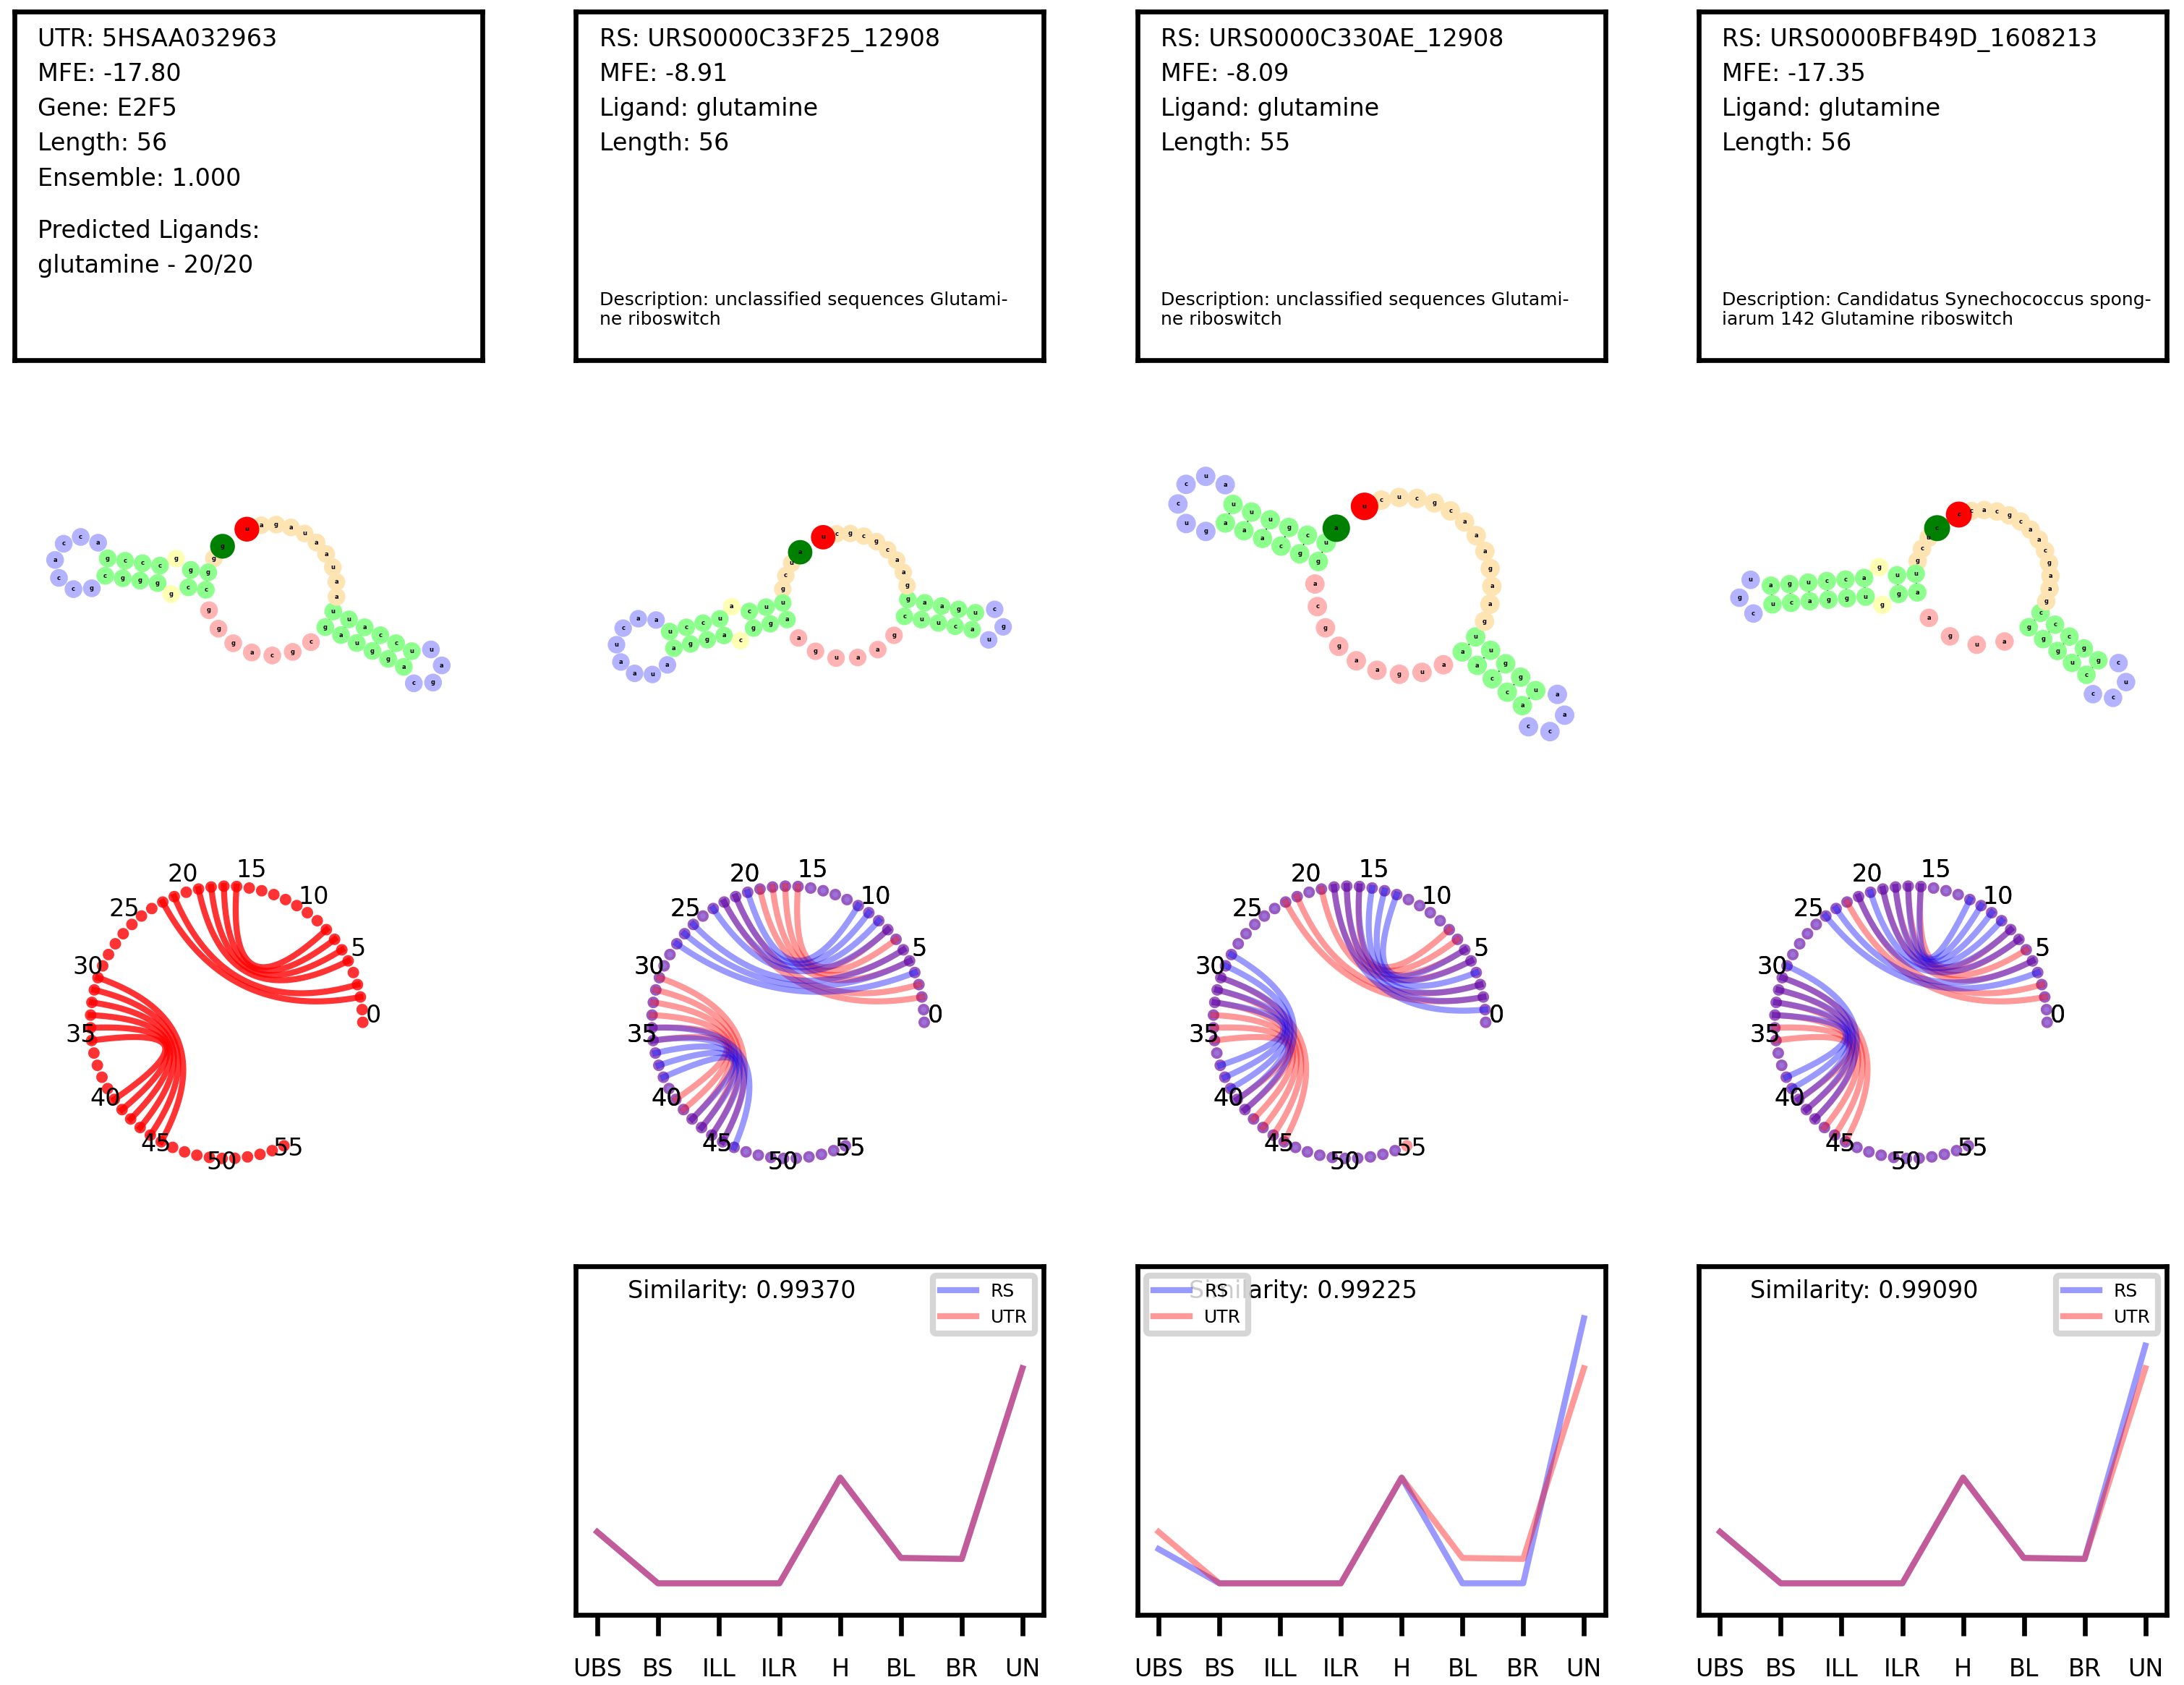 UTR: 5HSAA032963
MFE: -17.80
Gene: E2F5
Length: 56
Ensemble: 1.000
Predicted Ligands:
glutamine - 20/20
RS: URS0000C33F25_12908
MFE: -8.91
Ligand: glutamine
Length: 56
Description: unclassified sequences Glutami-
ne riboswitch
RS: URS0000C330AE_12908
MFE: -8.09
Ligand: glutamine
Length: 55
Description: unclassified sequences Glutami-
ne riboswitch
RS: URS0000BFB49D_1608213
MFE: -17.35
Ligand: glutamine
Length: 56
Description: Candidatus Synechococcus spong-
iarum 142 Glutamine riboswitch
0
5
10
15
20
25
30
35
40
45
50
55
0
5
10
15
20
25
30
35
40
45
50
55
0
5
10
15
20
25
30
35
40
45
50
55
0
5
10
15
20
25
30
35
40
45
50
55
Similarity: 0.99370
RS
UTR
UBS BS ILL ILR H BL BR UN
Similarity: 0.99225
RS
UTR
UBS BS ILL ILR H BL BR UN
Similarity: 0.99090
RS
UTR
UBS BS ILL ILR H BL BR UN